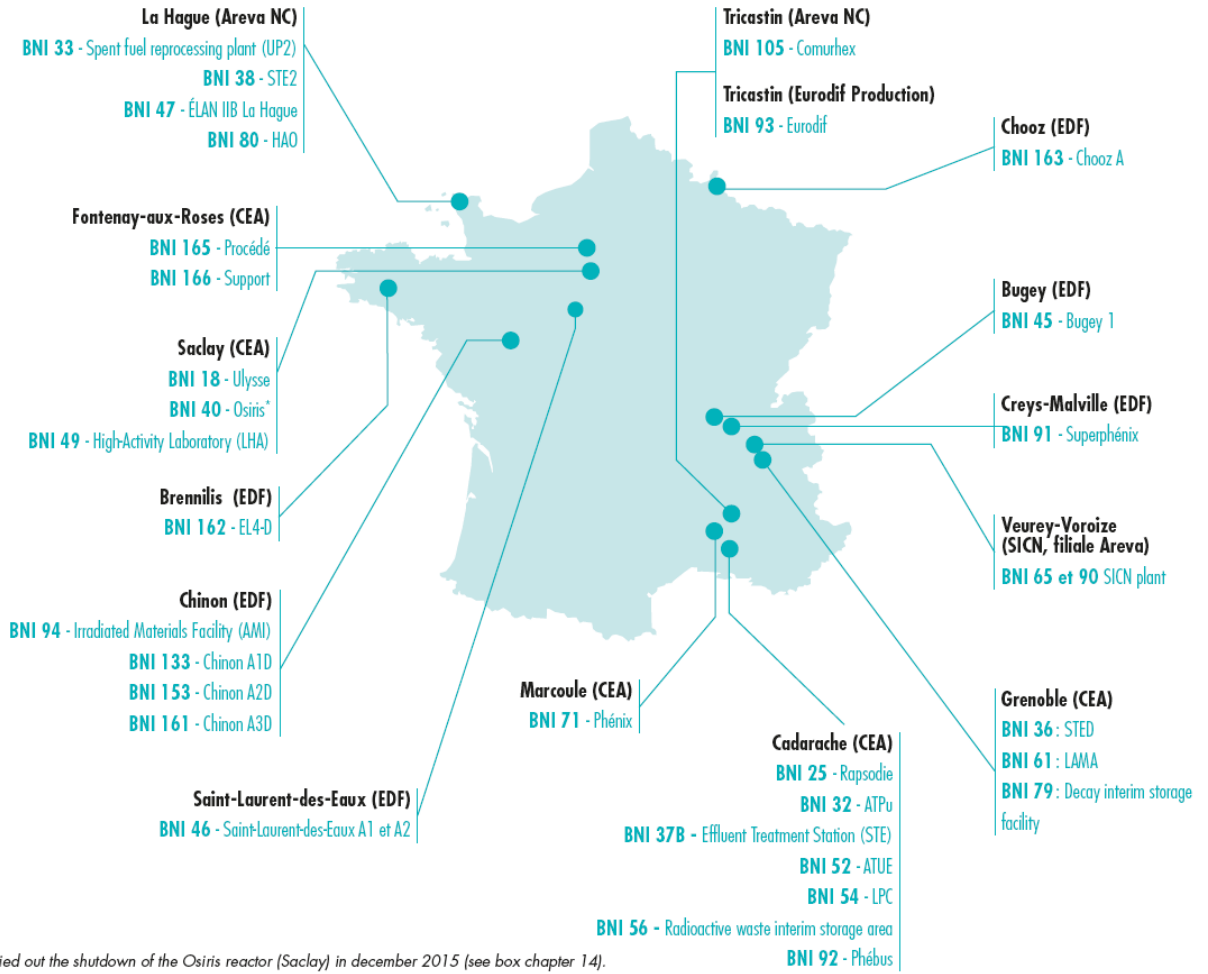 La Hague (Areva NC)
BNI 33 - Spent fuel reprocessing plant (UP2)
BNI 38 - STE2
BNI 47 - ÉLAN IIB La Hague
BNI 80 - HAO
Fontenay-aux-Roses (CEA)
BNI 165 - Procédé
BNI 166 - Support
Saclay (CEA)
BNI 18 - Ulysse
BNI 40 - Osiris*
BNI 49 - High-Activity Laboratory (LHA)
Brennilis (EDF)
BNI 162 - EL4-D
Chinon (EDF)
BNI 94 - Irradiated Materials Facility (AMI)
BNI 133 - Chinon A1D
BNI 153 - Chinon A2D
BNI 161 - Chinon A3D
Saint-Laurent-des-Eaux (EDF)
BNI 46 - Saint-Laurent-des-Eaux A1 et A2
Tricastin (Areva NC)
BNI 105 - Comurhex
Tricastin (Eurodif Production)
BNI 93 - Eurodif
Chooz (EDF)
BNI 163 - Chooz A
Bugey (EDF)
BNI 45 - Bugey 1
Creys-Malville (EDF)
BNI 91 - Superphénix
Veurey-Voroize
(SICN, filiale Areva)
BNI 65 et 90 SICN plant
Grenoble (CEA)
BNI 36 : STED
BNI 61 : LAMA
BNI 79 : Decay interim storage
facility
Marcoule (CEA)
BNI 71 - Phénix
Cadarache (CEA)
BNI 25 - Rapsodie
BNI 32 - ATPu
BNI 37B - Effluent Treatment Station (STE)
BNI 52 - ATUE
BNI 54 - LPC
BNI 56 - Radioactive waste interim storage area
BNI 92 - Phébus
ied out the shutdown of the Osiris reactor (Saclay) in december 2015 (see box chapter 14).